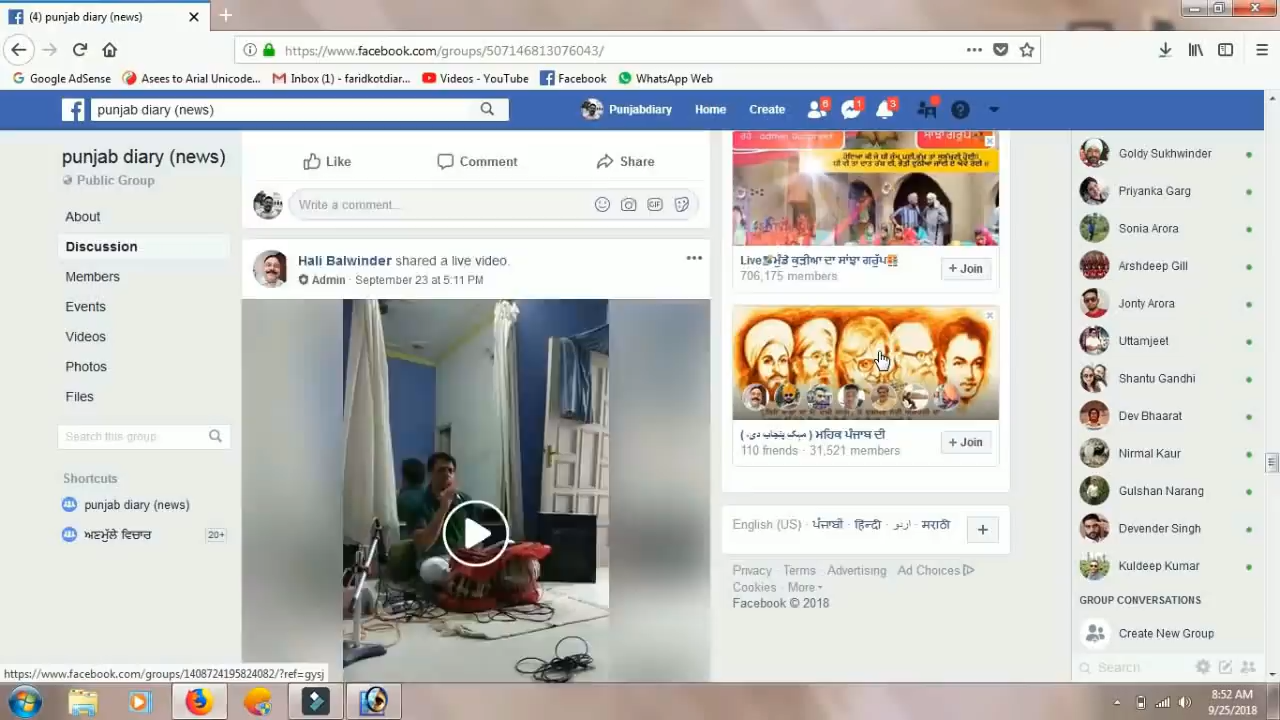 (4) punjab diary (news)
https://www.facebook.com/groups/507146813076043/
Google AdSense
Asees to Arial Unicode...
Inbox (1) - faridkotdiar...
Videos - YouTube
Facebook
WhatsApp Web
punjab diary (news)
Punjabdiary
Home
Create
6
1
3
punjab diary (news)
Public Group
About
Discussion
Members
Events
Videos
Photos
Files
Search this group
Shortcuts
punjab diary (news)
ਅਣਮੁੱਲੇ ਵਿਚਾਰ
20+
Like
Comment
Share
Write a comment...
GIF
Hali Balwinder shared a live video.
Admin · September 23 at 5:11 PM
ਸਾਂਝਾ ਗਰੁੱਪ
Live ਮੁੰਡੇ ਕੁੜੀਆ ਦਾ ਸਾਂਝਾ ਗਰੁੱਪ
706,175 members
+ Join
ਮਹਿਕ ਪੰਜਾਬ ਦੀ
110 friends · 31,521 members
+ Join
English (US) · ਪੰਜਾਬੀ · हिन्दी · اردو · मराठी
+
Privacy Terms Advertising Ad Choices
Cookies More
Facebook © 2018
Goldy Sukhwinder
Priyanka Garg
Sonia Arora
Arshdeep Gill
Jonty Arora
Uttamjeet
Shantu Gandhi
Dev Bhaarat
Nirmal Kaur
Gulshan Narang
Devender Singh
Kuldeep Kumar
GROUP CONVERSATIONS
Create New Group
Search
https://www.facebook.com/groups/1408724195824082/?ref=gysj
8:52 AM
9/25/2018